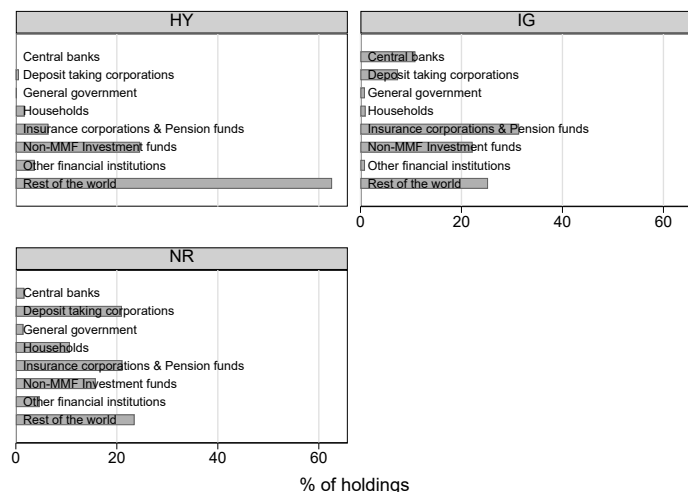 HY
Central banks
Deposit taking corporations
General government
Households
Insurance corporations & Pension funds
Non-MMF Investment funds
Other financial institutions
Rest of the world
IG
Central banks
Deposit taking corporations
General government
Households
Insurance corporations & Pension funds
Non-MMF Investment funds
Other financial institutions
Rest of the world
0 20 40 60
NR
Central banks
Deposit taking corporations
General government
Households
Insurance corporations & Pension funds
Non-MMF Investment funds
Other financial institutions
Rest of the world
0 20 40 60
% of holdings